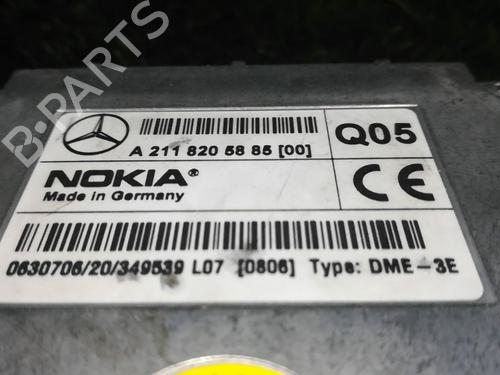 A 211 820 58 85 [00]
Q05
NOKIA®
Made in Germany
CE
0630706/20/349539 L07 [0806] Type: DME-3E
B-PARTS